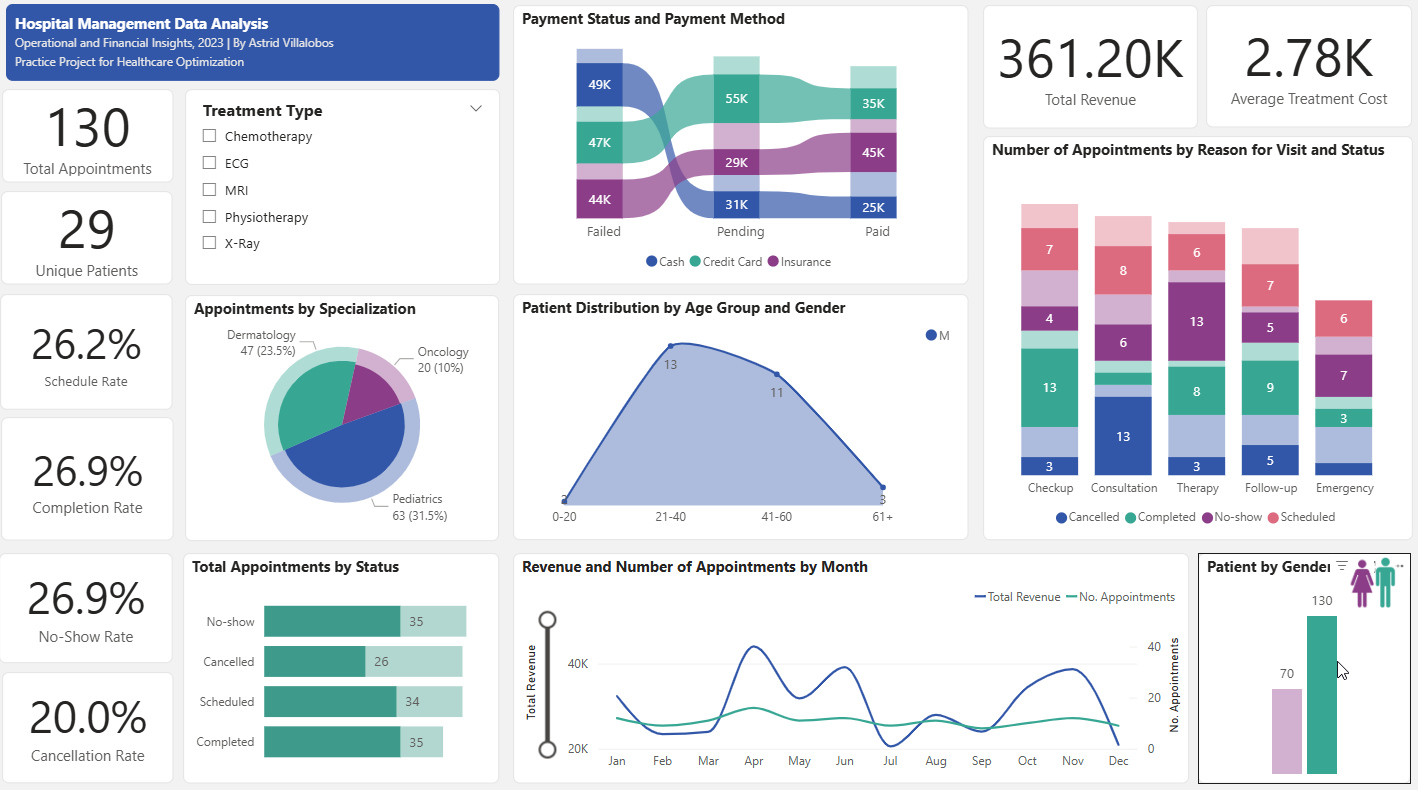 Hospital Management Data Analysis
Operational and Financial Insights, 2023 | By Astrid Villalobos
Practice Project for Healthcare Optimization
130
Total Appointments
29
Unique Patients
26.2%
Schedule Rate
26.9%
Completion Rate
26.9%
No-Show Rate
20.0%
Cancellation Rate
Treatment Type
Chemotherapy
ECG
MRI
Physiotherapy
X-Ray
Appointments by Specialization
Dermatology
47 (23.5%)
Oncology
20 (10%)
Pediatrics
63 (31.5%)
Total Appointments by Status
No-show 35
Cancelled 26
Scheduled 34
Completed 35
Payment Status and Payment Method
49K 55K 35K
47K 29K 45K
44K 31K 25K
Failed Pending Paid
Cash Credit Card Insurance
Patient Distribution by Age Group and Gender
M
13
11
3
0-20 21-40 41-60 61+
Revenue and Number of Appointments by Month
Total Revenue No. Appointments
Total Revenue
40K
20K
40
20
0
No. Appointments
Jan Feb Mar Apr May Jun Jul Aug Sep Oct Nov Dec
361.20K
Total Revenue
2.78K
Average Treatment Cost
Number of Appointments by Reason for Visit and Status
7 8 6 7 6
4 6 13 5 7
13 8 9 3
3 13 3 5
Checkup Consultation Therapy Follow-up Emergency
Cancelled Completed No-show Scheduled
Patient by Gender
130
70